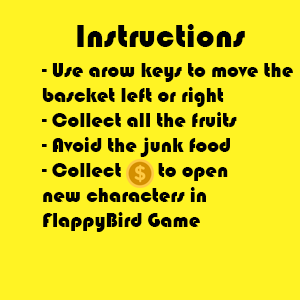 Instructions
- Use arow keys to move the
bascket left or right
- Collect all the fruits
- Avoid the junk food
- Collect $ to open
new characters in
FlappyBird Game